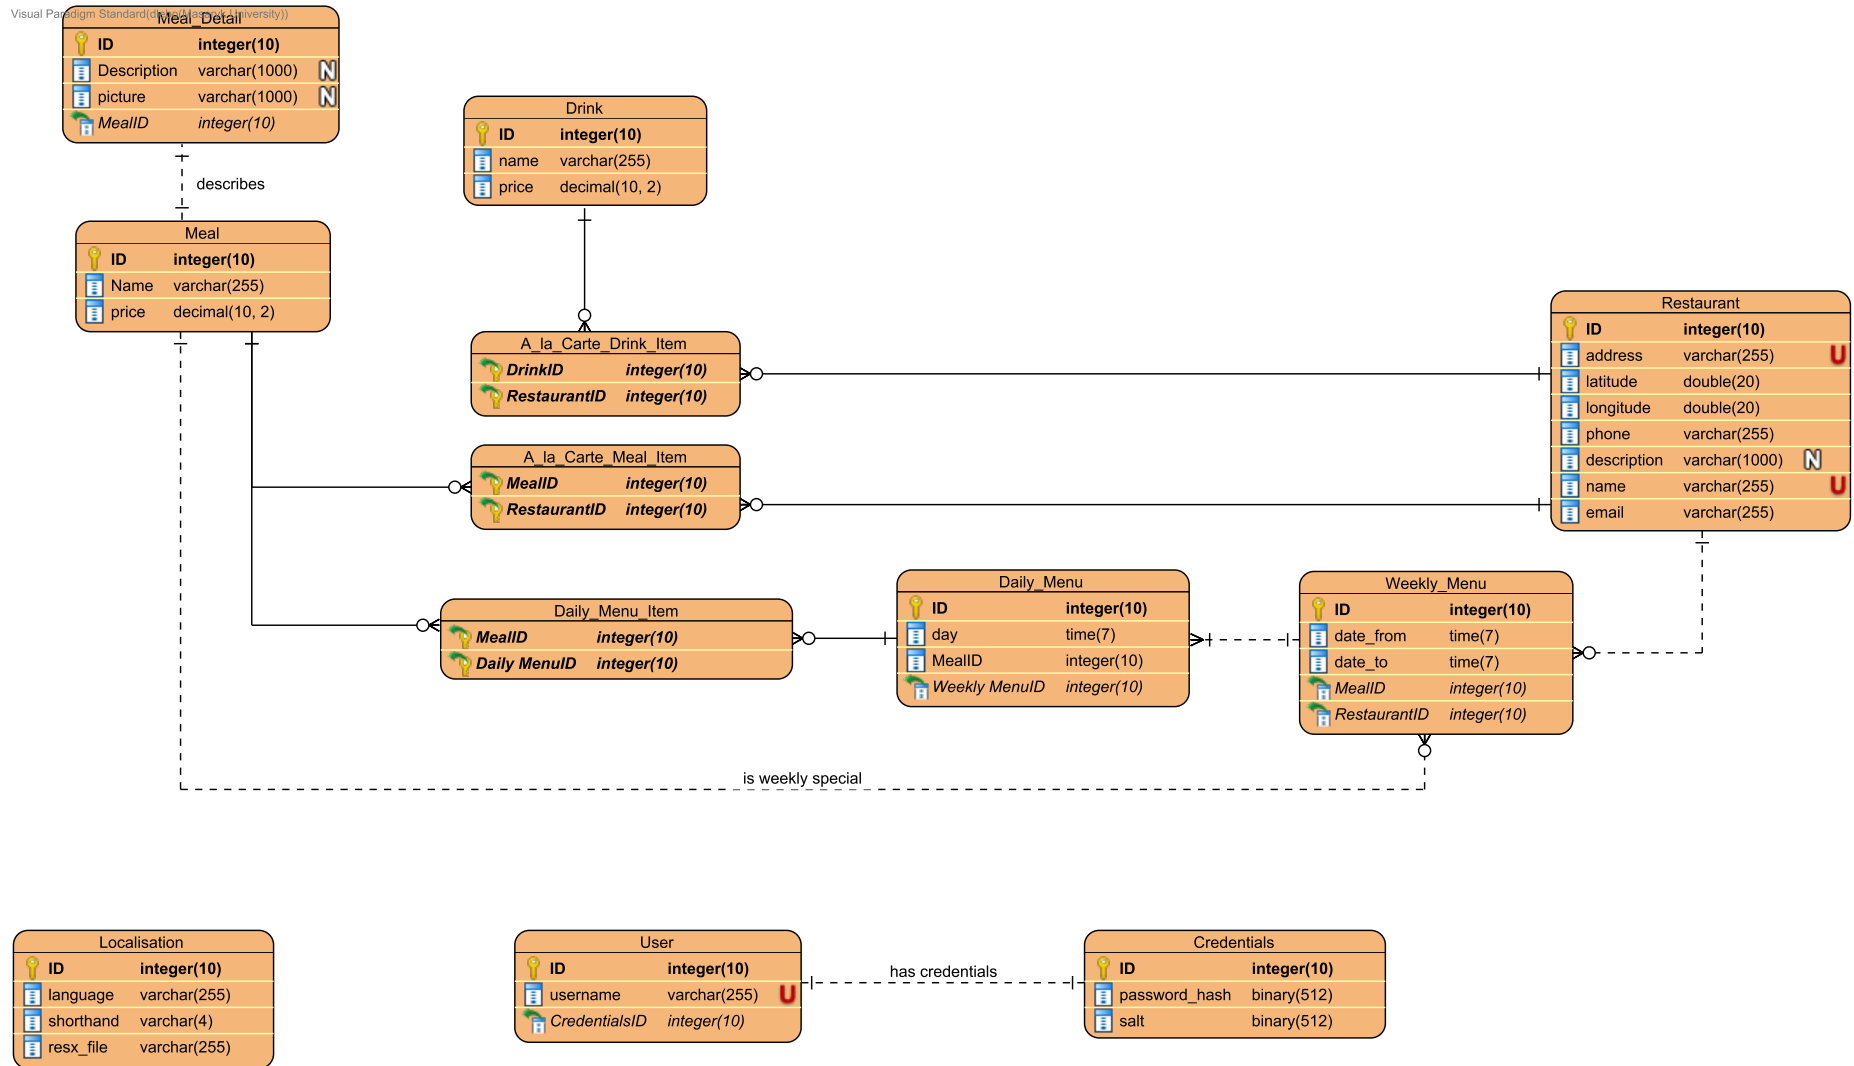 Visual Paradigm Standard(dlebo(Masaryk University))
Meal_Detail
ID integer(10)
Description varchar(1000) N
picture varchar(1000) N
MealID integer(10)
describes
Meal
ID integer(10)
Name varchar(255)
price decimal(10, 2)
Drink
ID integer(10)
name varchar(255)
price decimal(10, 2)
A_la_Carte_Drink_Item
DrinkID integer(10)
RestaurantID integer(10)
A_la_Carte_Meal_Item
MealID integer(10)
RestaurantID integer(10)
Restaurant
ID integer(10)
address varchar(255) U
latitude double(20)
longitude double(20)
phone varchar(255)
description varchar(1000) N
name varchar(255) U
email varchar(255)
Daily_Menu_Item
MealID integer(10)
Daily MenuID integer(10)
Daily_Menu
ID integer(10)
day time(7)
MealID integer(10)
Weekly MenuID integer(10)
Weekly_Menu
ID integer(10)
date_from time(7)
date_to time(7)
MealID integer(10)
RestaurantID integer(10)
is weekly special
Localisation
ID integer(10)
language varchar(255)
shorthand varchar(4)
resx_file varchar(255)
User
ID integer(10)
username varchar(255) U
CredentialsID integer(10)
has credentials
Credentials
ID integer(10)
password_hash binary(512)
salt binary(512)